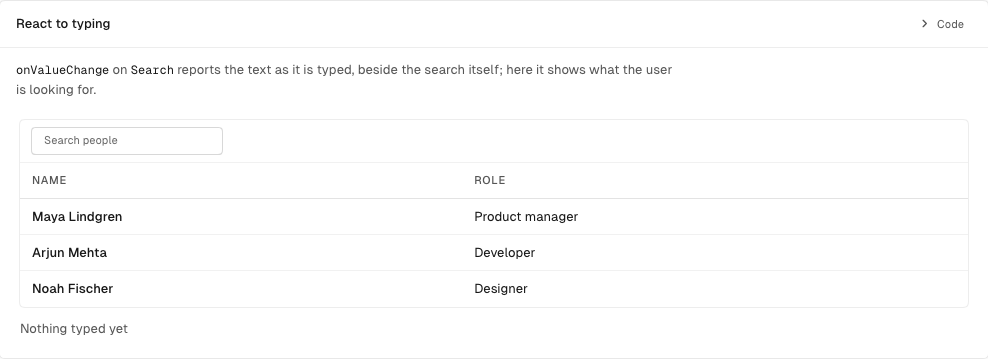 React to typing
Code
onValueChange on Search reports the text as it is typed, beside the search itself; here it shows what the user
is looking for.
Search people
NAME ROLE
Maya Lindgren Product manager
Arjun Mehta Developer
Noah Fischer Designer
Nothing typed yet